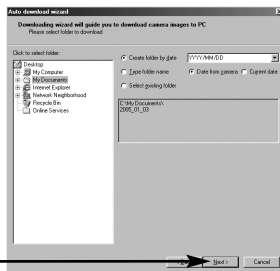 Auto download wizard
Downloading wizard will guide you to download camera images to PC
Please select folder to download
Click to select folder:
Desktop
My Computer
My Documents
Internet Explorer
Network Neighborhood
Recycle Bin
Online Services
Create folder by date
YYYY/MM/DD
Type folder name
Date from camera
Current date
Select existing folder
C:\My Documents\
2005_01_03
Next >
Cancel